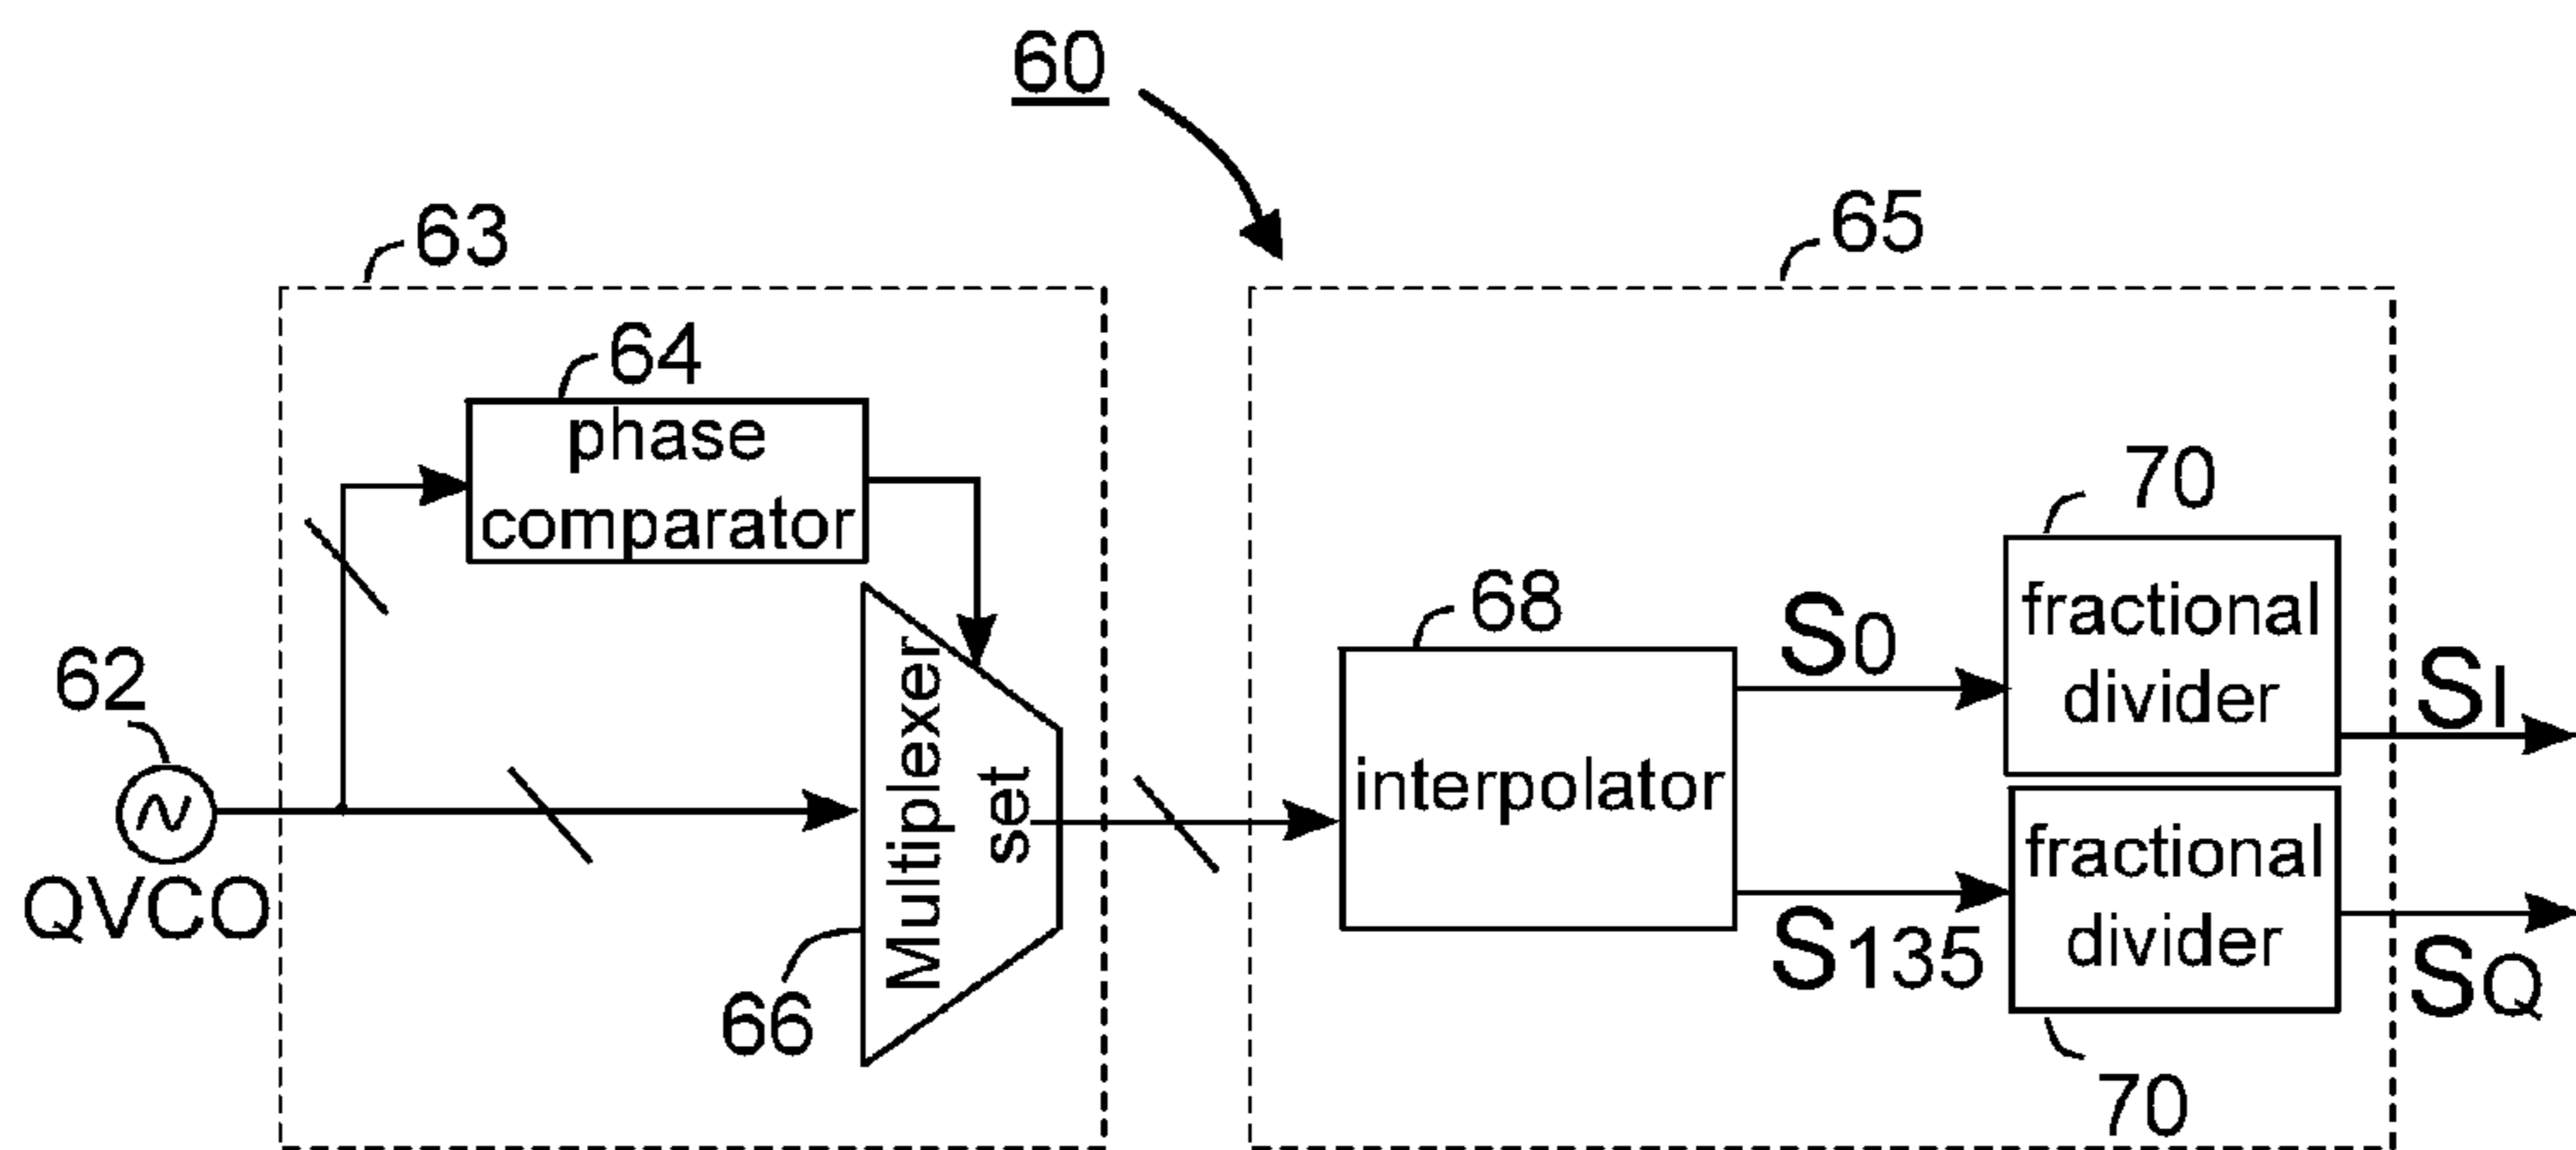 60
63
65
64
phase
comparator
62
QVCO
Multiplexer
set
66
68
interpolator
S0
S135
70
fractional
divider
SI
fractional
divider
SQ
70